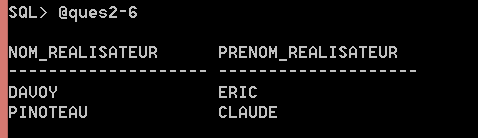 SQL> @ques2-6
NOM_REALISATEUR PRENOM_REALISATEUR
-------------------- --------------------
DAVOY ERIC
PINOTEAU CLAUDE